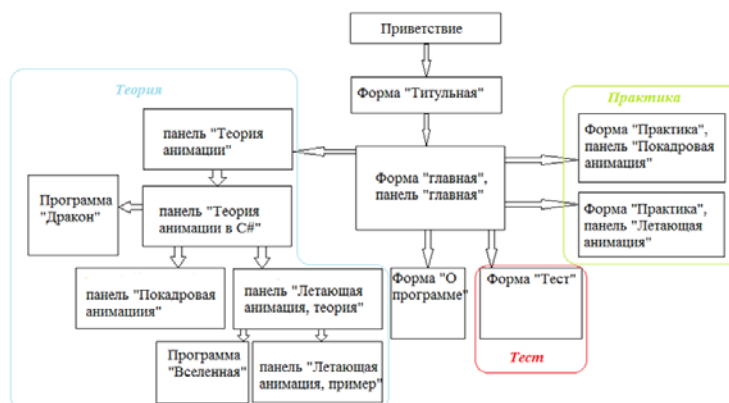 Приветствие
Теория
Форма "Титульная"
Практика
панель "Теория
анимации"
Форма "главная",
панель "главная"
Форма "Практика",
панель "Покадровая
анимация"
Программа
"Дракон"
панель "Теория
анимации в C#"
Форма "Практика",
панель "Летающая
анимация"
панель "Покадровая
анимациия"
панель "Летающая
анимация, теория"
Форма "О
программе"
Форма "Тест"
Программа
"Вселенная"
панель "Летающая
анимация, пример"
Тест